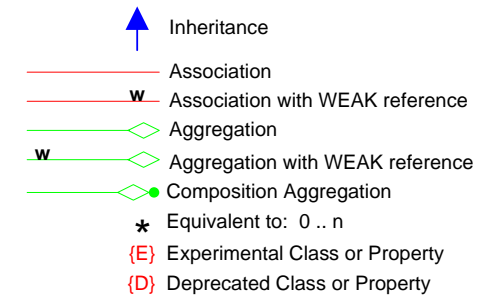 Inheritance
Association
w Association with WEAK reference
Aggregation
w Aggregation with WEAK reference
Composition Aggregation
* Equivalent to: 0 .. n
{E} Experimental Class or Property
{D} Deprecated Class or Property